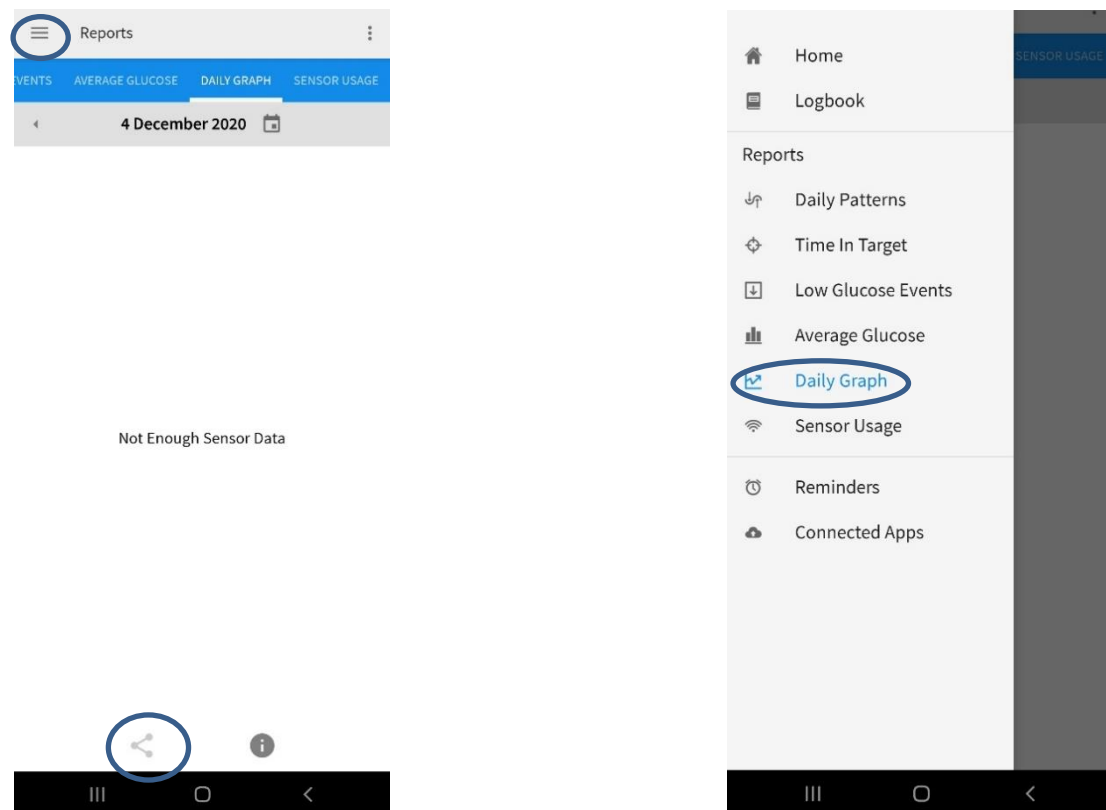 Reports
VENTS AVERAGE GLUCOSE DAILY GRAPH SENSOR USAGE
4 December 2020
Not Enough Sensor Data
Home
Logbook
Reports
Daily Patterns
Time In Target
Low Glucose Events
Average Glucose
Daily Graph
Sensor Usage
Reminders
Connected Apps
SENSOR USAGE